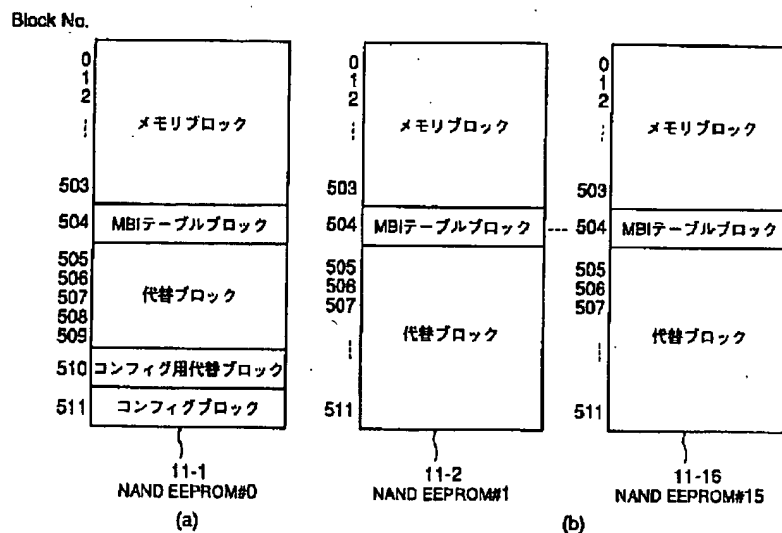 Block No.
0
1
2
メモリブロック
503
504
MBIテーブルブロック
505
506
507
508
509
代替ブロック
510
コンフィグ用代替ブロック
511
コンフィグブロック
11-1
NAND EEPROM#0
(a)
0
1
2
メモリブロック
503
504
MBIテーブルブロック
505
506
507
代替ブロック
511
11-2
NAND EEPROM#1
0
1
2
メモリブロック
503
504
MBIテーブルブロック
505
506
507
代替ブロック
511
11-16
NAND EEPROM#15
(b)